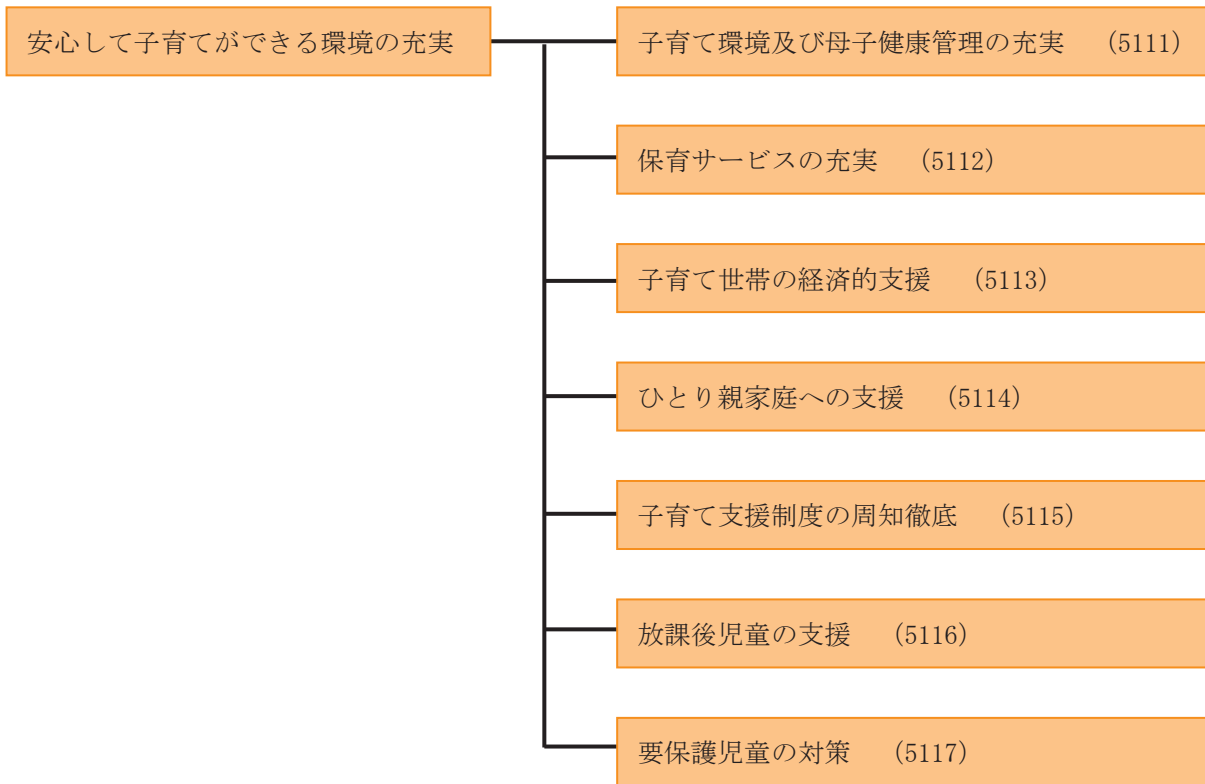 安心して子育てができる環境の充実
子育て環境及び母子健康管理の充実　(5111)
保育サービスの充実　(5112)
子育て世帯の経済的支援　(5113)
ひとり親家庭への支援　(5114)
子育て支援制度の周知徹底　(5115)
放課後児童の支援　(5116)
要保護児童の対策　(5117)